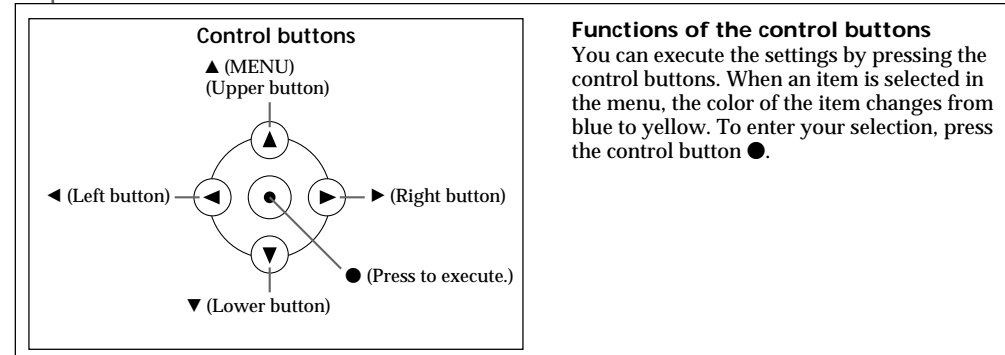 Control buttons
▲ (MENU)
(Upper button)
◄ (Left button)
► (Right button)
● (Press to execute.)
▼ (Lower button)
Functions of the control buttons
You can execute the settings by pressing the
control buttons. When an item is selected in
the menu, the color of the item changes from
blue to yellow. To enter your selection, press
the control button ●.